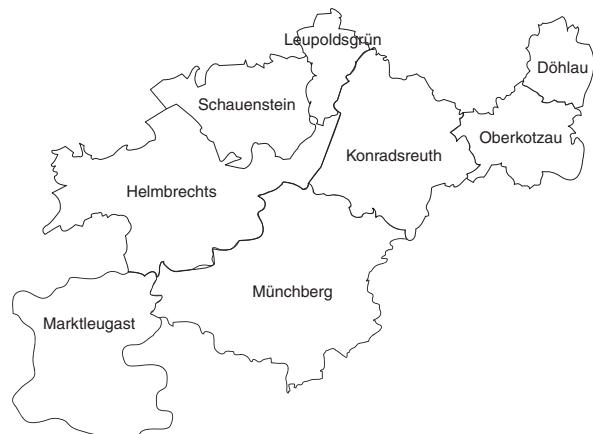 Leupoldsgrün
Döhlau
Schauenstein
Oberkotzau
Konradsreuth
Helmbrechts
Münchberg
Marktleugast